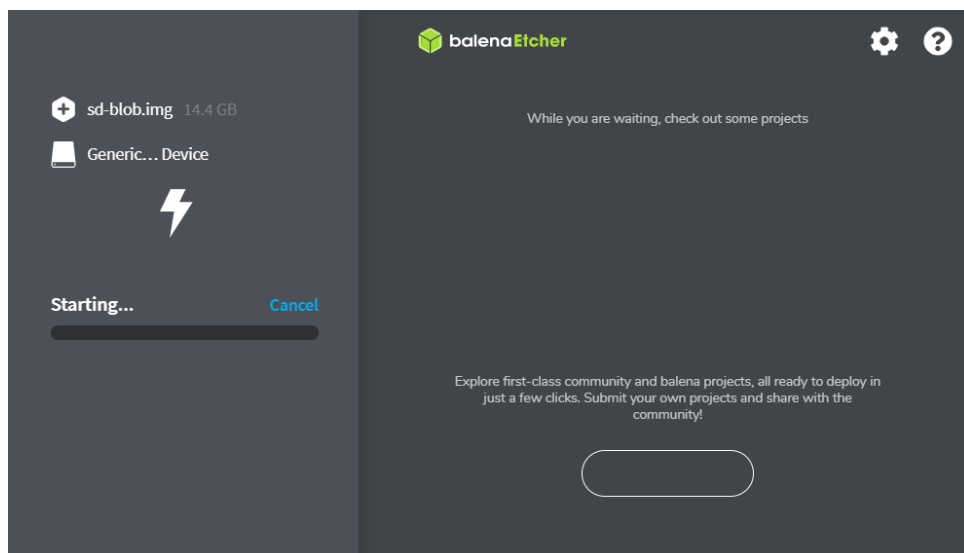 balenaEtcher
sd-blob.img 14.4 GB
Generic... Device
Starting... Cancel
While you are waiting, check out some projects
Explore first-class community and balena projects, all ready to deploy in
just a few clicks. Submit your own projects and share with the
community!